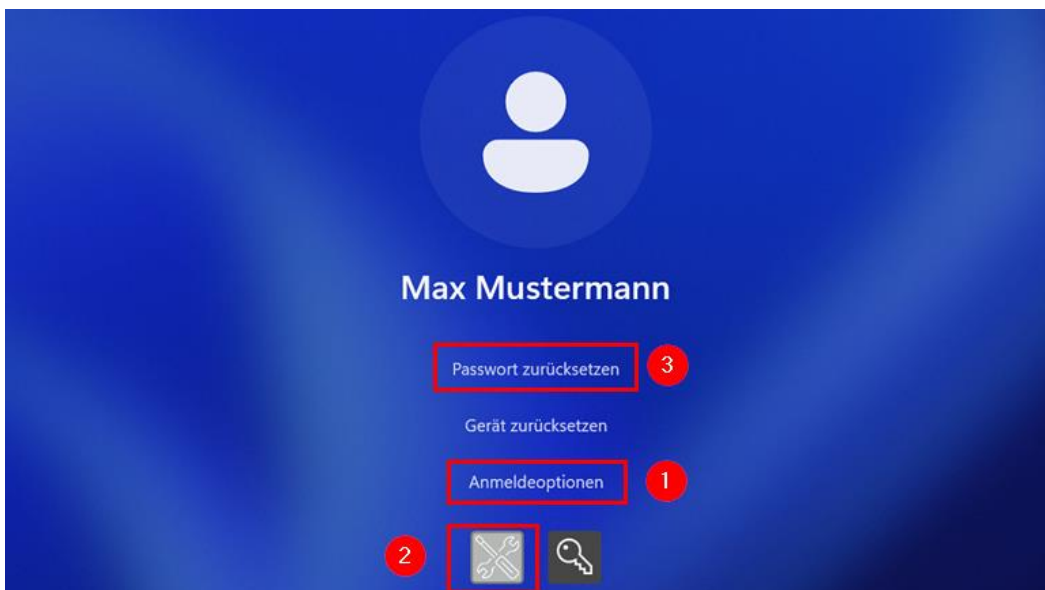 Max Mustermann
Passwort zurücksetzen 3
Gerät zurücksetzen
Anmeldeoptionen 1
2